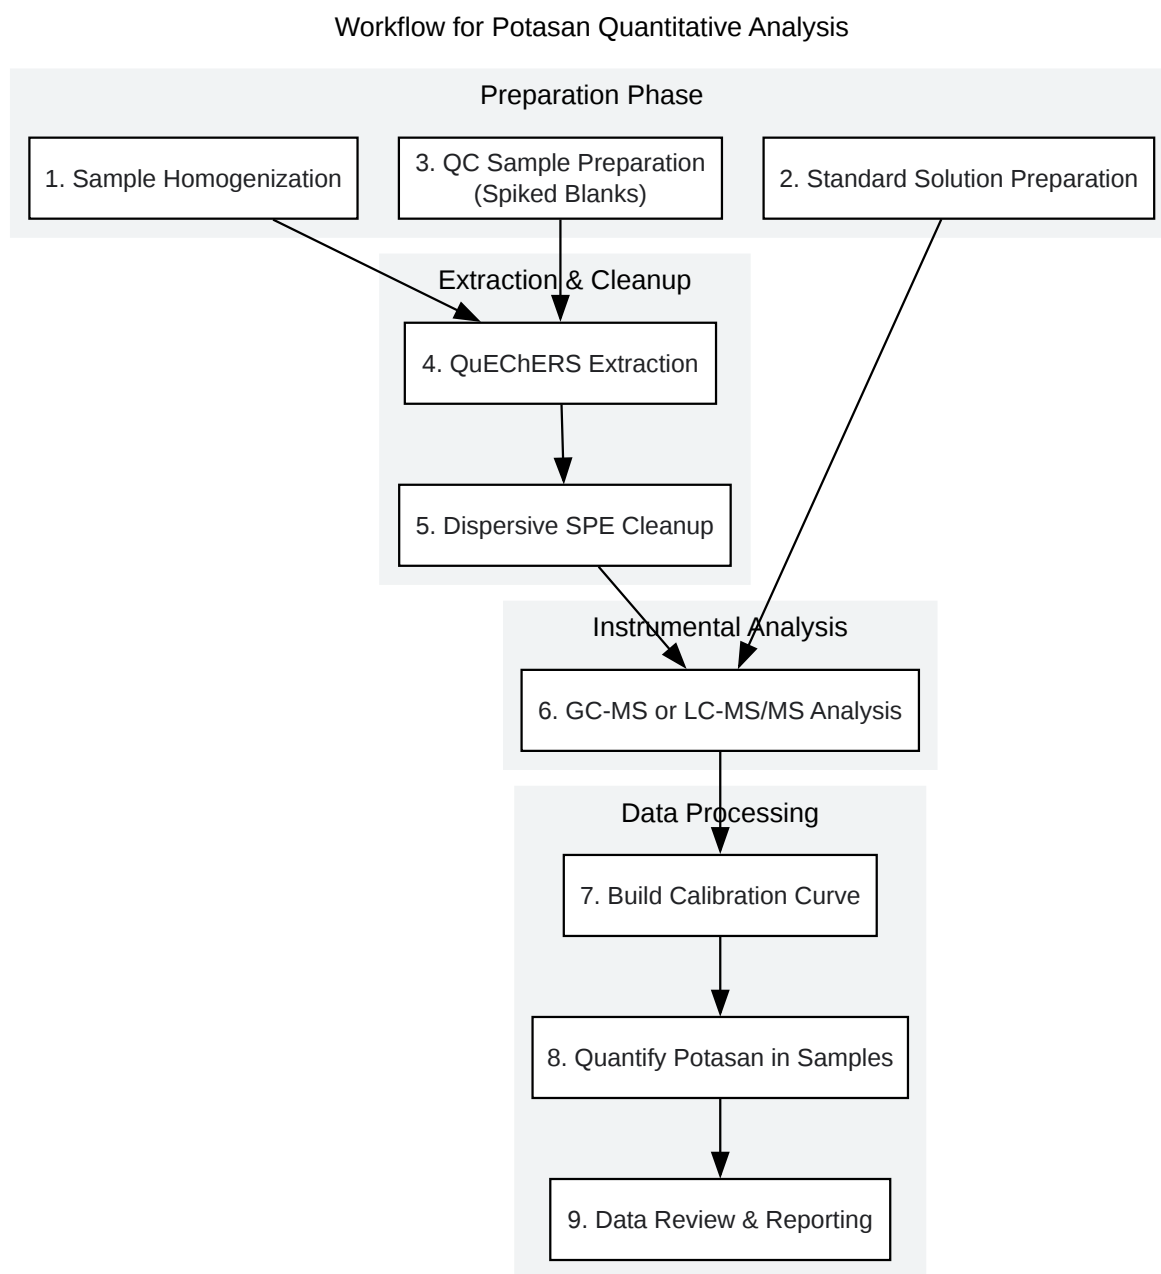 Workflow for Potasan Quantitative Analysis
Preparation Phase
1. Sample Homogenization
3. QC Sample Preparation
(Spiked Blanks)
2. Standard Solution Preparation
Extraction & Cleanup
4. QuEChERS Extraction
5. Dispersive SPE Cleanup
Instrumental Analysis
6. GC-MS or LC-MS/MS Analysis
Data Processing
7. Build Calibration Curve
8. Quantify Potasan in Samples
9. Data Review & Reporting